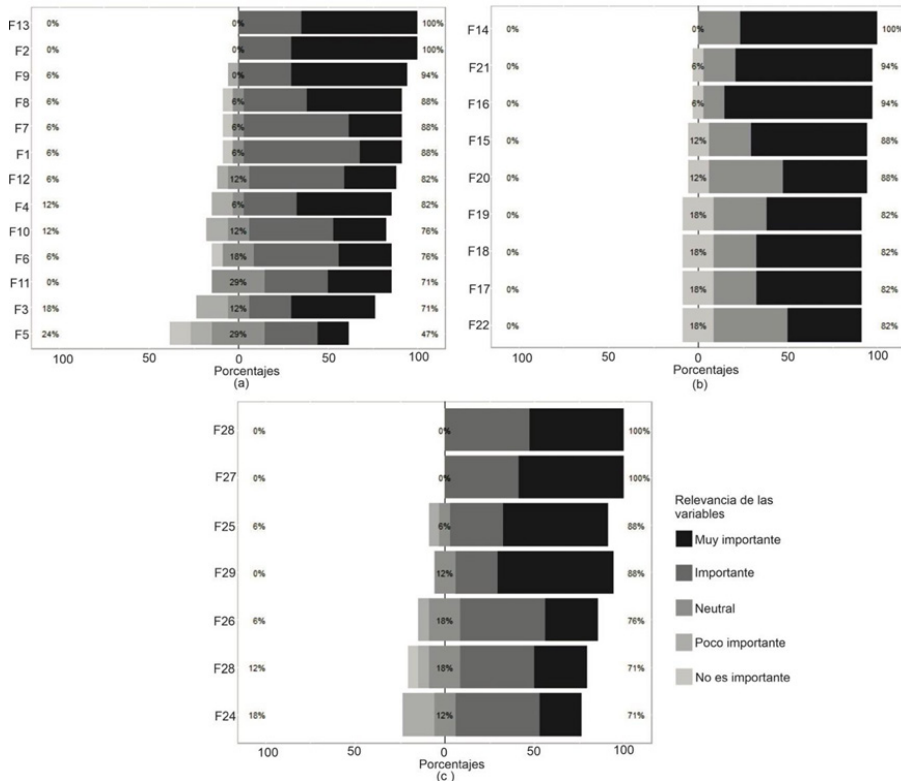 F13 0% 0% 100%
F2 0% 0% 100%
F9 6% 0% 94%
F8 6% 6% 88%
F7 6% 6% 88%
F1 6% 6% 88%
F12 6% 12% 82%
F4 12% 6% 82%
F10 12% 12% 76%
F6 6% 18% 76%
F11 0% 29% 71%
F3 18% 12% 71%
F5 24% 29% 47%
100 50 0 50 100
Porcentajes
(a)
F14 0% 0% 100%
F21 0% 6% 94%
F16 0% 6% 94%
F15 0% 12% 88%
F20 0% 12% 88%
F19 0% 18% 82%
F18 0% 18% 82%
F17 0% 18% 82%
F22 0% 18% 82%
100 50 0 50 100
Porcentajes
(b)
F28 0% 0% 100%
F27 0% 0% 100%
F25 6% 6% 88%
F29 0% 12% 88%
F26 6% 18% 76%
F28 12% 18% 71%
F24 18% 12% 71%
100 50 0 50 100
Porcentajes
(c )
Relevancia de las
variables
Muy importante
Importante
Neutral
Poco importante
No es importante